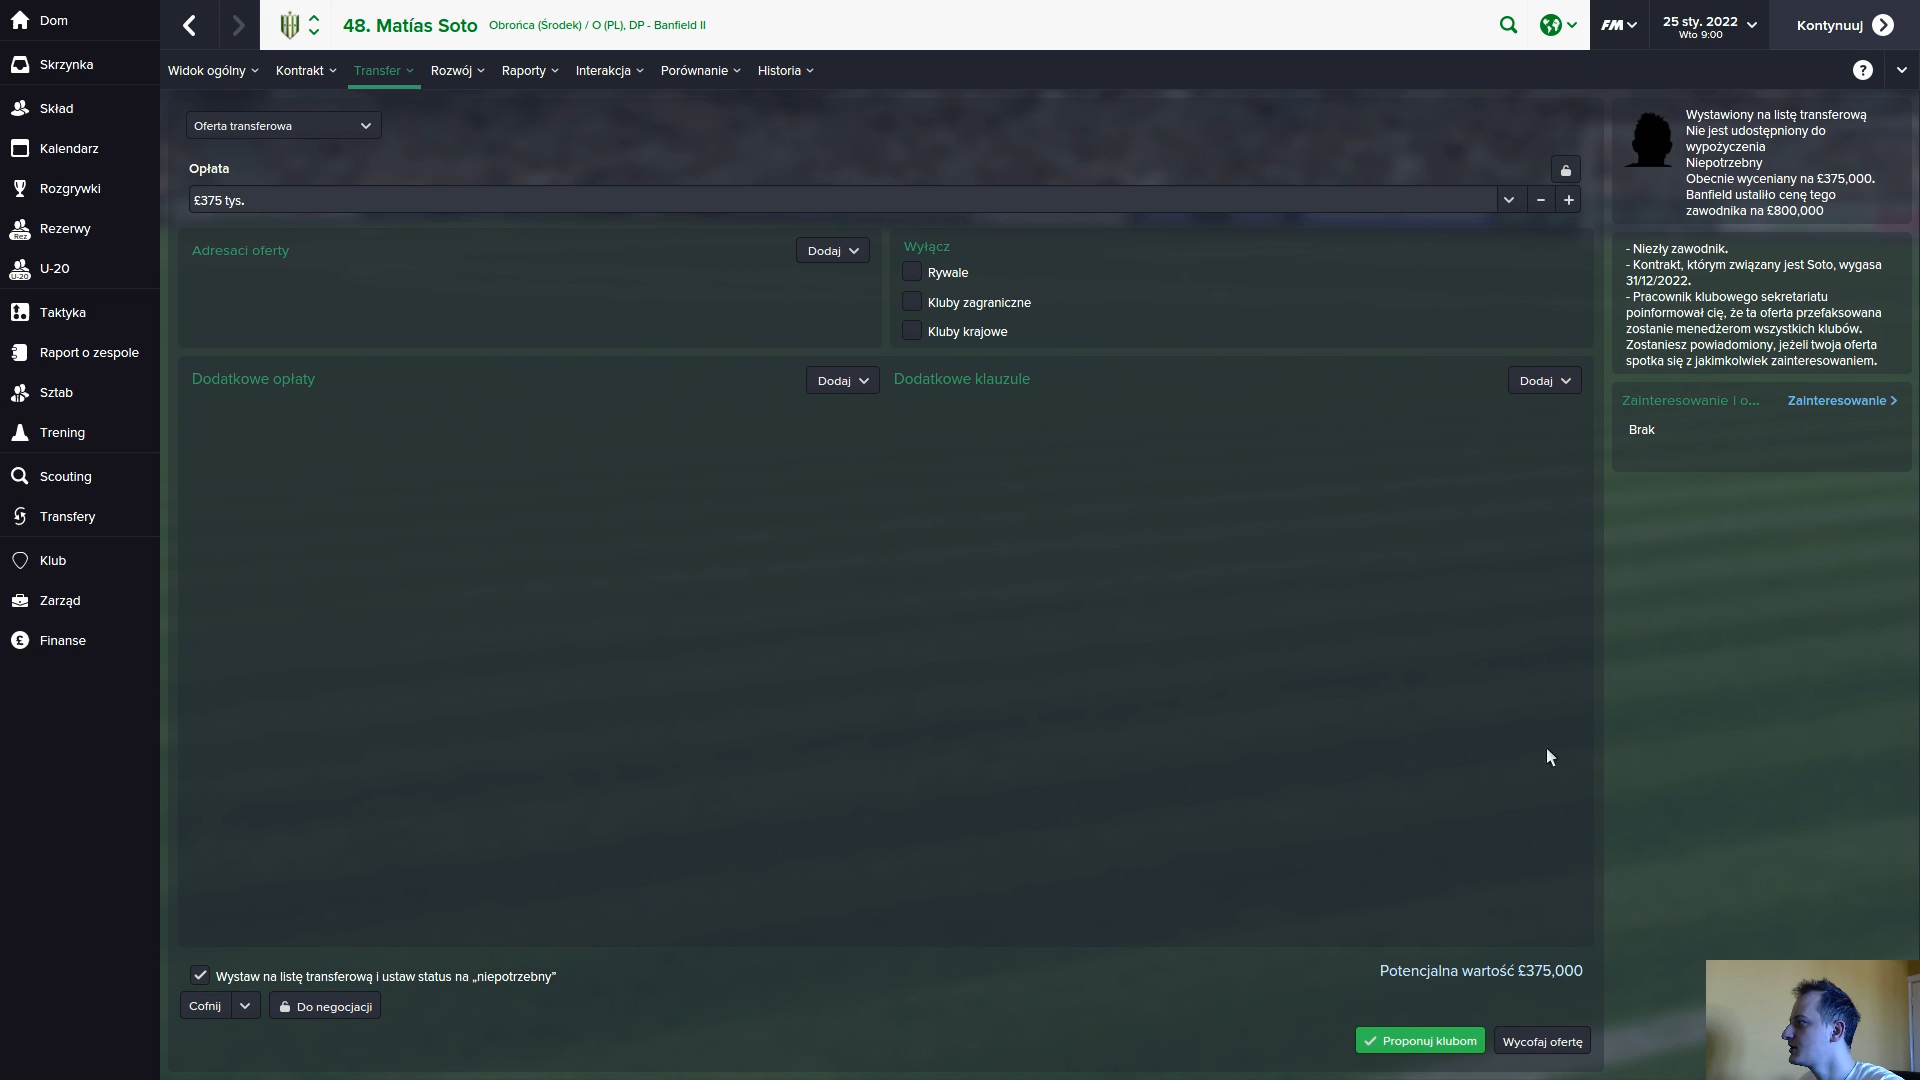 Dom
Skrzynka
Skład
Kalendarz
Rozgrywki
Rez
Rezerwy
U-20
U-20
Taktyka
Raport o zespole
Sztab
Trening
Scouting
Transfery
Klub
Zarząd
£
Finanse
48. Matías Soto
Obrońca (Środek) / O (PL), DP - Banfield II
FM
25 sty. 2022
Wto 9:00
Kontynuuj
Widok ogólny
Kontrakt
Transfer
Rozwój
Raporty
Interakcja
Porównanie
Historia
?
Oferta transferowa
Opłata
£375 tys.
Adresaci oferty
Dodaj
Wyłącz
Rywale
Kluby zagraniczne
Kluby krajowe
Dodatkowe opłaty
Dodaj
Dodatkowe klauzule
Dodaj
Wystaw na listę transferową i ustaw status na „niepotrzebny”
Potencjalna wartość £375,000
Cofnij
Do negocjacji
Proponuj klubom
Wycofaj ofertę
Wystawiony na listę transferową
Nie jest udostępniony do
wypożyczenia
Niepotrzebny
Obecnie wyceniany na £375,000.
Banfield ustaliło cenę tego
zawodnika na £800,000
- Niezły zawodnik.
- Kontrakt, którym związany jest Soto, wygasa
31/12/2022.
- Pracownik klubowego sekretariatu
poinformował cię, że ta oferta przefaksowana
zostanie menedżerom wszystkich klubów.
Zostaniesz powiadomiony, jeżeli twoja oferta
spotka się z jakimkolwiek zainteresowaniem.
Zainteresowanie i o...
Zainteresowanie >
Brak